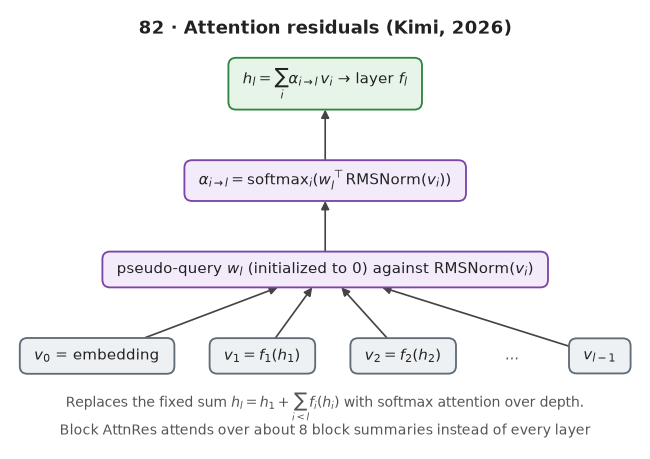 82 · Attention residuals (Kimi, 2026)
h_l = ∑_i α_{i→l} v_i → layer f_l
α_{i→l} = softmax_i(w_l^⊤ RMSNorm(v_i))
pseudo-query w_l (initialized to 0) against RMSNorm(v_i)
v_0 = embedding v_1 = f_1(h_1) v_2 = f_2(h_2) ... v_{l−1}
Replaces the fixed sum h_l = h_1 + ∑_{i<l} f_i(h_i) with softmax attention over depth.
Block AttnRes attends over about 8 block summaries instead of every layer